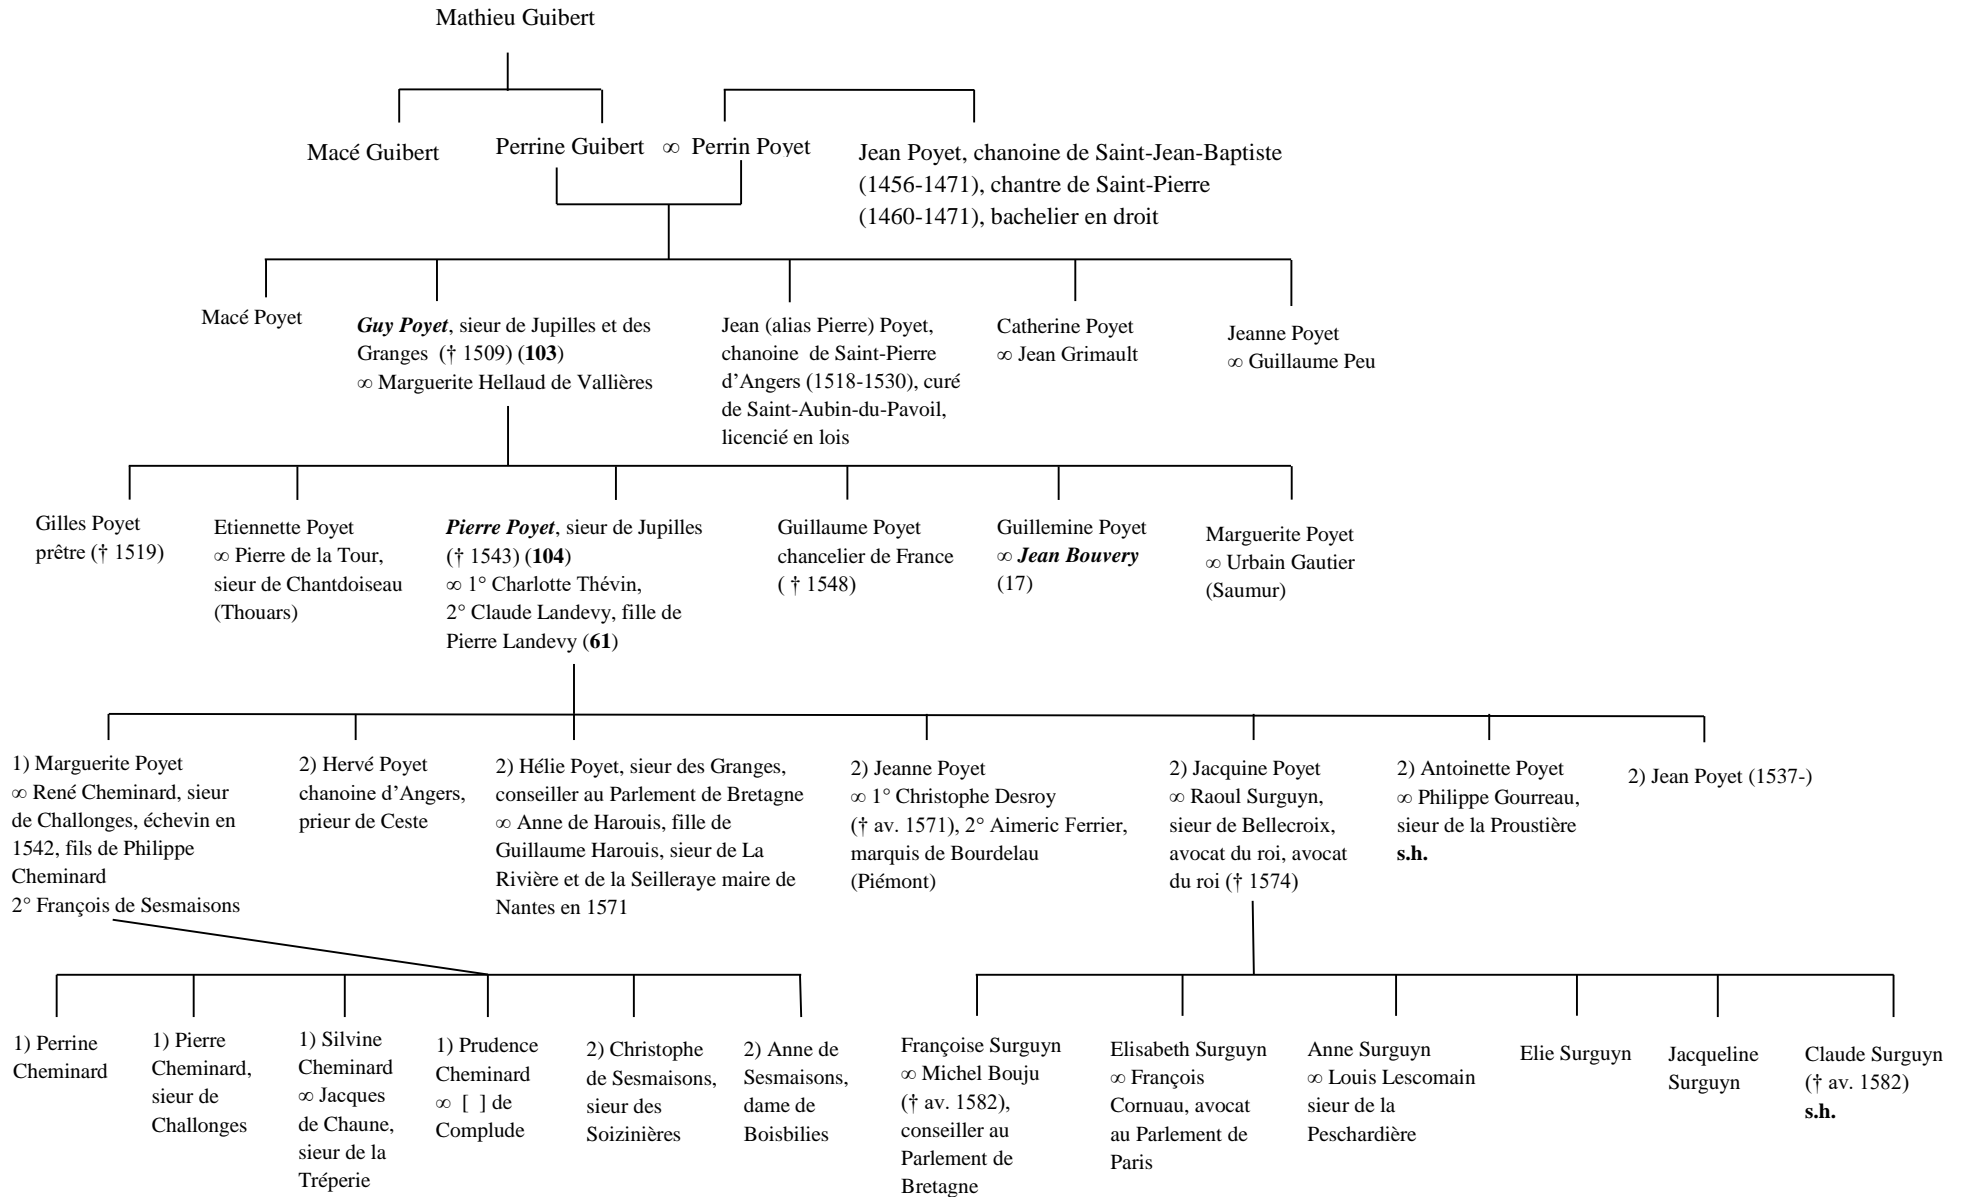 Mathieu Guibert
Macé Guibert
Perrine Guibert ∞ Perrin Poyet
Jean Poyet, chanoine de Saint-Jean-Baptiste
(1456-1471), chantre de Saint-Pierre
(1460-1471), bachelier en droit
Macé Poyet
Guy Poyet, sieur de Jupilles et des
Granges († 1509) (103)
∞ Marguerite Hellaud de Vallières
Jean (alias Pierre) Poyet,
chanoine de Saint-Pierre
d’Angers (1518-1530), curé
de Saint-Aubin-du-Pavoil,
licencié en lois
Catherine Poyet
∞ Jean Grimault
Jeanne Poyet
∞ Guillaume Peu
Gilles Poyet
prêtre († 1519)
Etiennette Poyet
∞ Pierre de la Tour,
sieur de Chantdoiseau
(Thouars)
Pierre Poyet, sieur de Jupilles
(† 1543) (104)
∞ 1° Charlotte Thévin,
2° Claude Landevy, fille de
Pierre Landevy (61)
Guillaume Poyet
chancelier de France
( † 1548)
Guillemine Poyet
∞ Jean Bouvery
(17)
Marguerite Poyet
∞ Urbain Gautier
(Saumur)
1) Marguerite Poyet
∞ René Cheminard, sieur
de Challonges, échevin en
1542, fils de Philippe
Cheminard
2° François de Sesmaisons
2) Hervé Poyet
chanoine d’Angers,
prieur de Ceste
2) Hélie Poyet, sieur des Granges,
conseiller au Parlement de Bretagne
∞ Anne de Harouis, fille de
Guillaume Harouis, sieur de La
Rivière et de la Seilleraye maire de
Nantes en 1571
2) Jeanne Poyet
∞ 1° Christophe Desroy
(† av. 1571), 2° Aimeric Ferrier,
marquis de Bourdelau
(Piémont)
2) Jacquine Poyet
∞ Raoul Surguyn,
sieur de Bellecroix,
avocat du roi, avocat
du roi († 1574)
2) Antoinette Poyet
∞ Philippe Gourreau,
sieur de la Proustière
s.h.
2) Jean Poyet (1537-)
1) Perrine
Cheminard
1) Pierre
Cheminard,
sieur de
Challonges
1) Silvine
Cheminard
∞ Jacques
de Chaune,
sieur de la
Tréperie
1) Prudence
Cheminard
∞ [ ] de
Complude
2) Christophe
de Sesmaisons,
sieur des
Soizinières
2) Anne de
Sesmaisons,
dame de
Boisbilies
Françoise Surguyn
∞ Michel Bouju
(† av. 1582),
conseiller au
Parlement de
Bretagne
Elisabeth Surguyn
∞ François
Cornuau, avocat
au Parlement de
Paris
Anne Surguyn
∞ Louis Lescomain
sieur de la
Peschardière
Elie Surguyn
Jacqueline
Surguyn
Claude Surguyn
(† av. 1582)
s.h.